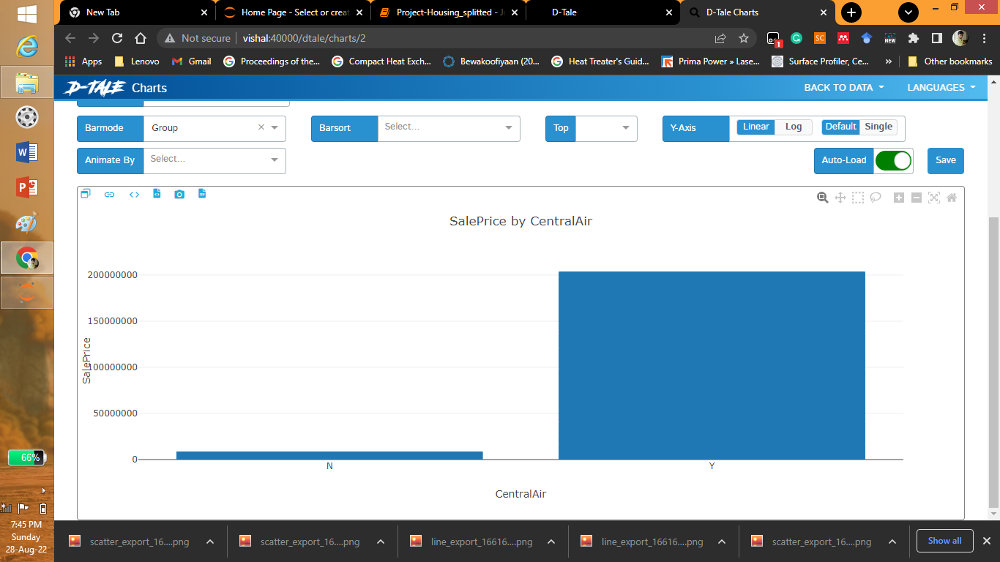 New Tab
Home Page - Select or creat
Project-Housing_splitted - J
D-Tale
D-Tale Charts
Not secure | vishal:40000/dtale/charts/2
1
SC
NEW
Apps
Lenovo
Gmail
Proceedings of the...
Compact Heat Exch...
Bewakoofiyaan (20...
Heat Treater's Guid...
Prima Power » Lase...
Surface Profiler, Ce...
»
Other bookmarks
D-TALE Charts
BACK TO DATA
LANGUAGES
Barmode Group
Barsort Select...
Top
Y-Axis Linear Log Default Single
Animate By Select...
Auto-Load
Save
SalePrice by CentralAir
200000000
150000000
100000000
50000000
0
SalePrice
N
Y
CentralAir
66%
7:45 PM
Sunday
28-Aug-22
scatter_export_16....png
scatter_export_16....png
line_export_16616....png
line_export_16616....png
scatter_export_16....png
Show all